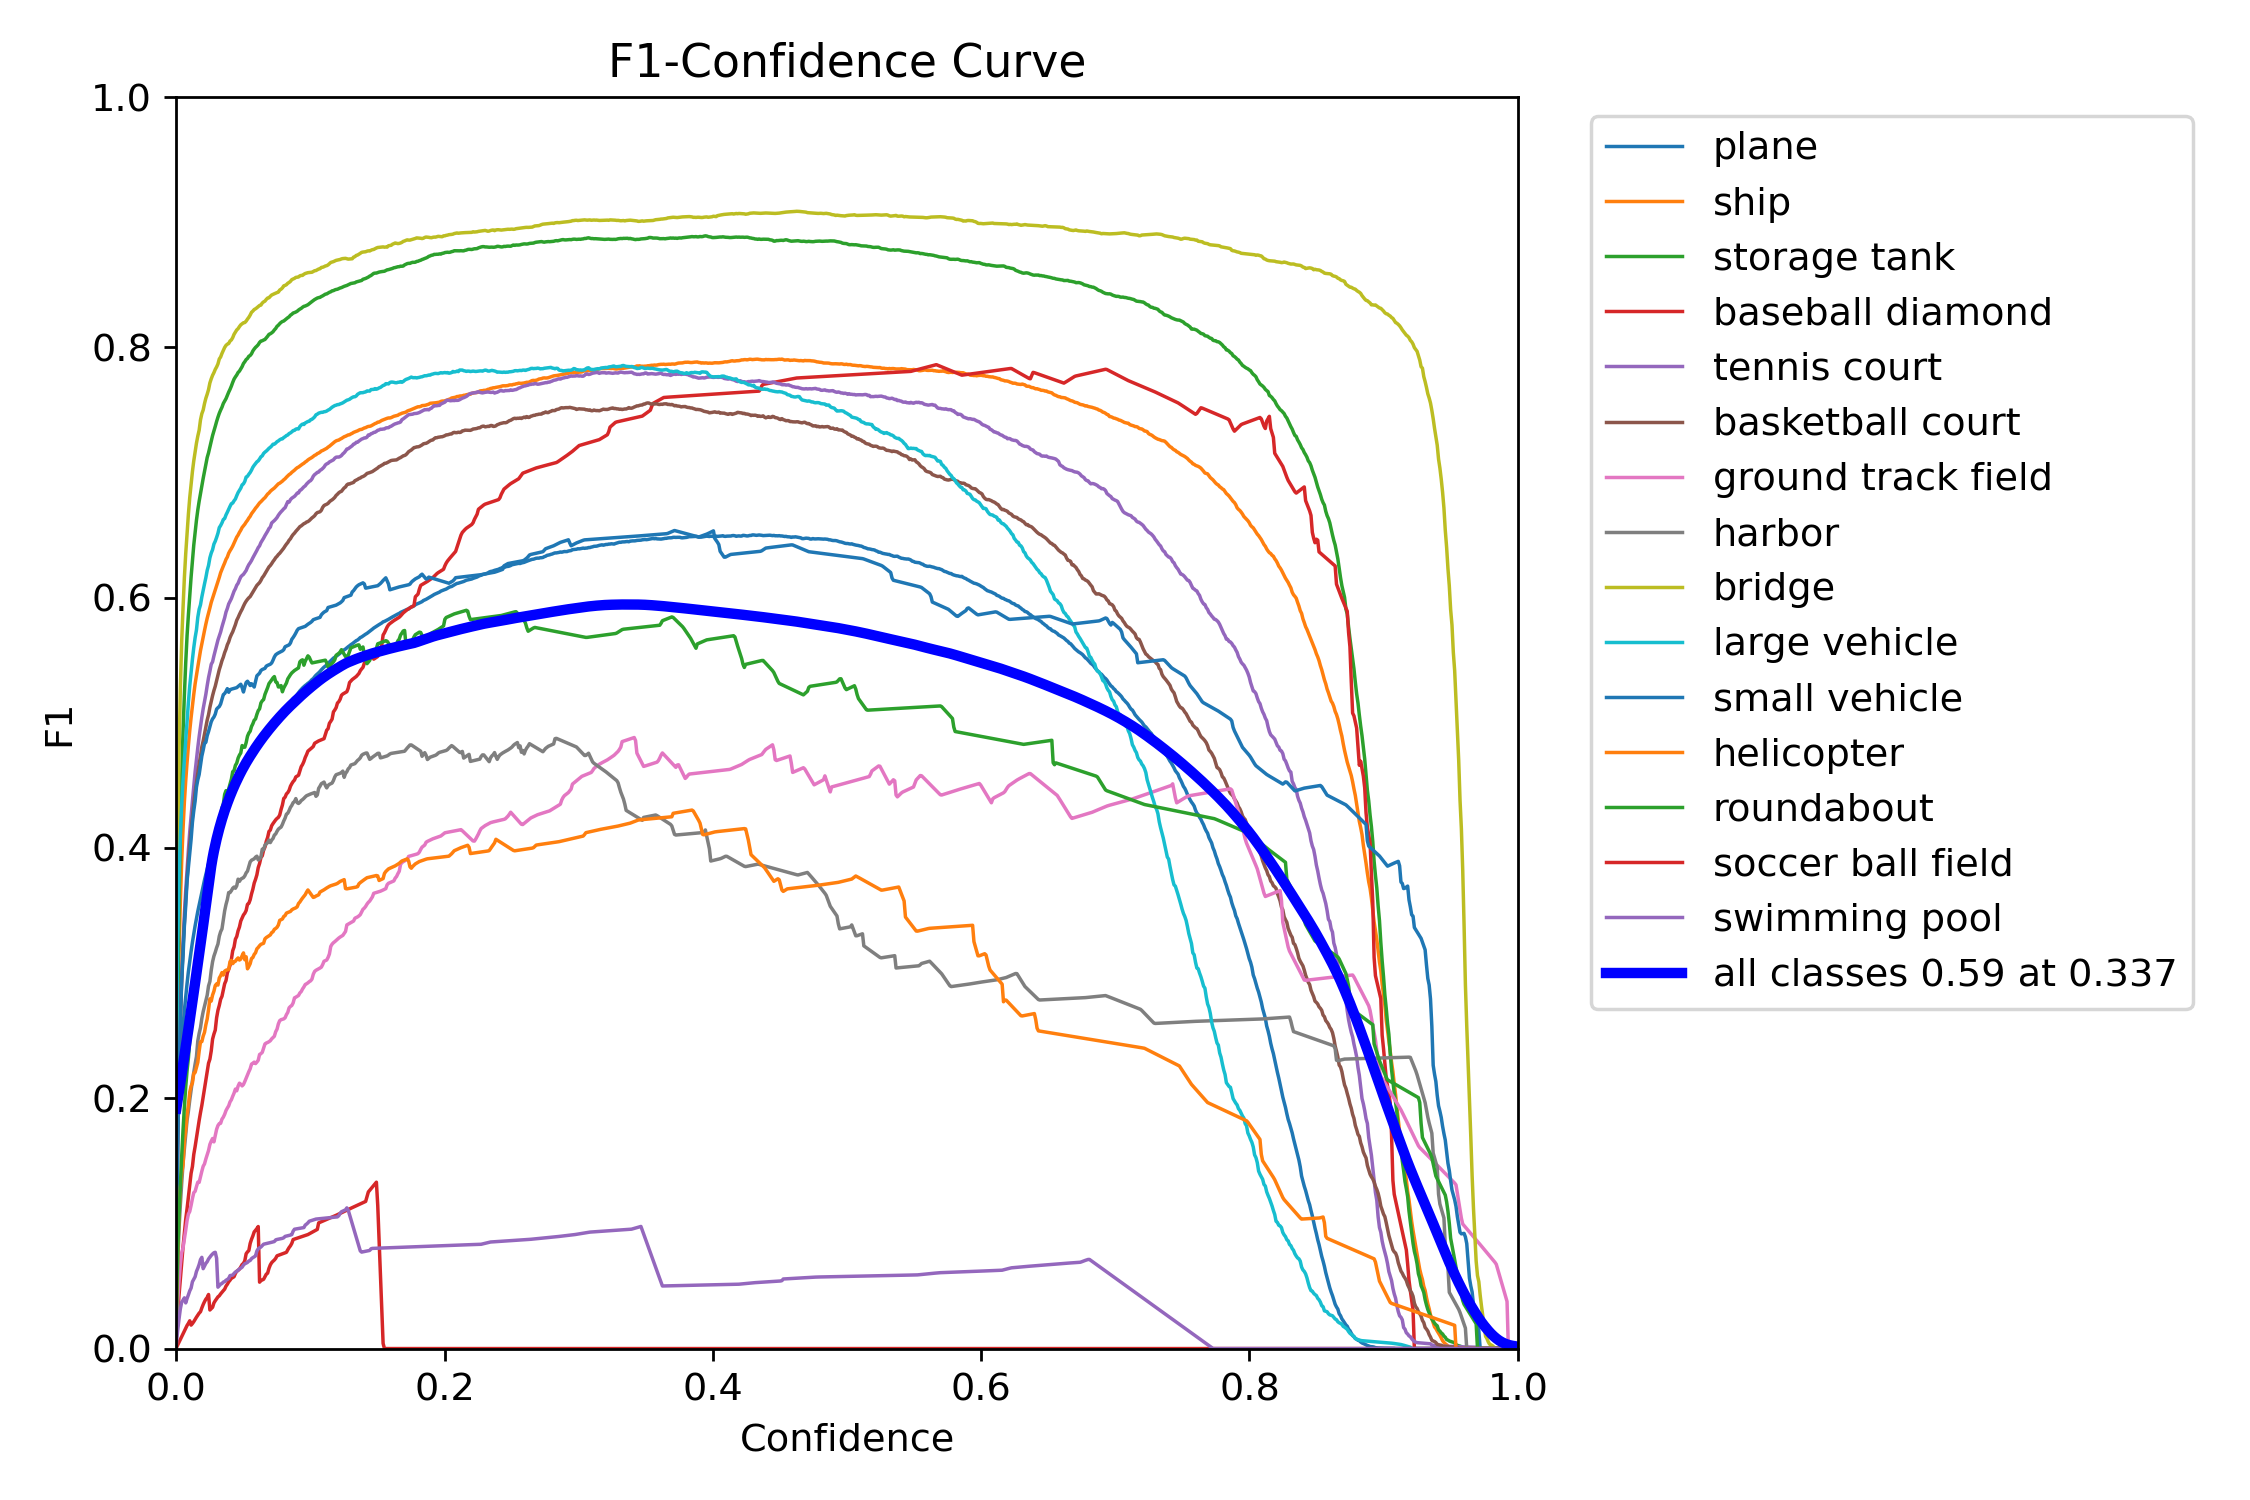 F1-Confidence Curve
1.0
0.8
0.6
0.4
0.2
0.0
F1
0.0 0.2 0.4 0.6 0.8 1.0
Confidence
plane
ship
storage tank
baseball diamond
tennis court
basketball court
ground track field
harbor
bridge
large vehicle
small vehicle
helicopter
roundabout
soccer ball field
swimming pool
all classes 0.59 at 0.337